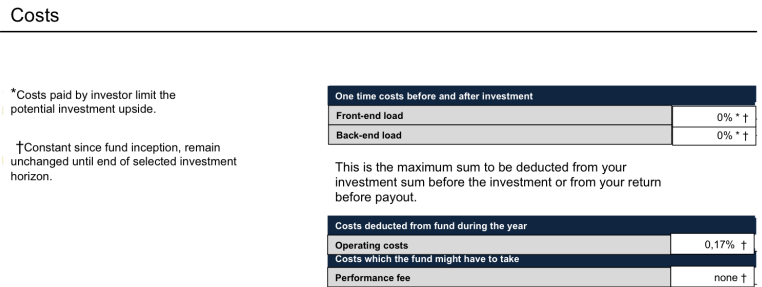 Costs
*Costs paid by investor limit the
potential investment upside.
†Constant since fund inception, remain
unchanged until end of selected investment
horizon.
One time costs before and after investment
Front-end load 0% * †
Back-end load 0% * †
This is the maximum sum to be deducted from your
investment sum before the investment or from your return
before payout.
Costs deducted from fund during the year
Operating costs 0,17% †
Costs which the fund might have to take
Performance fee none †